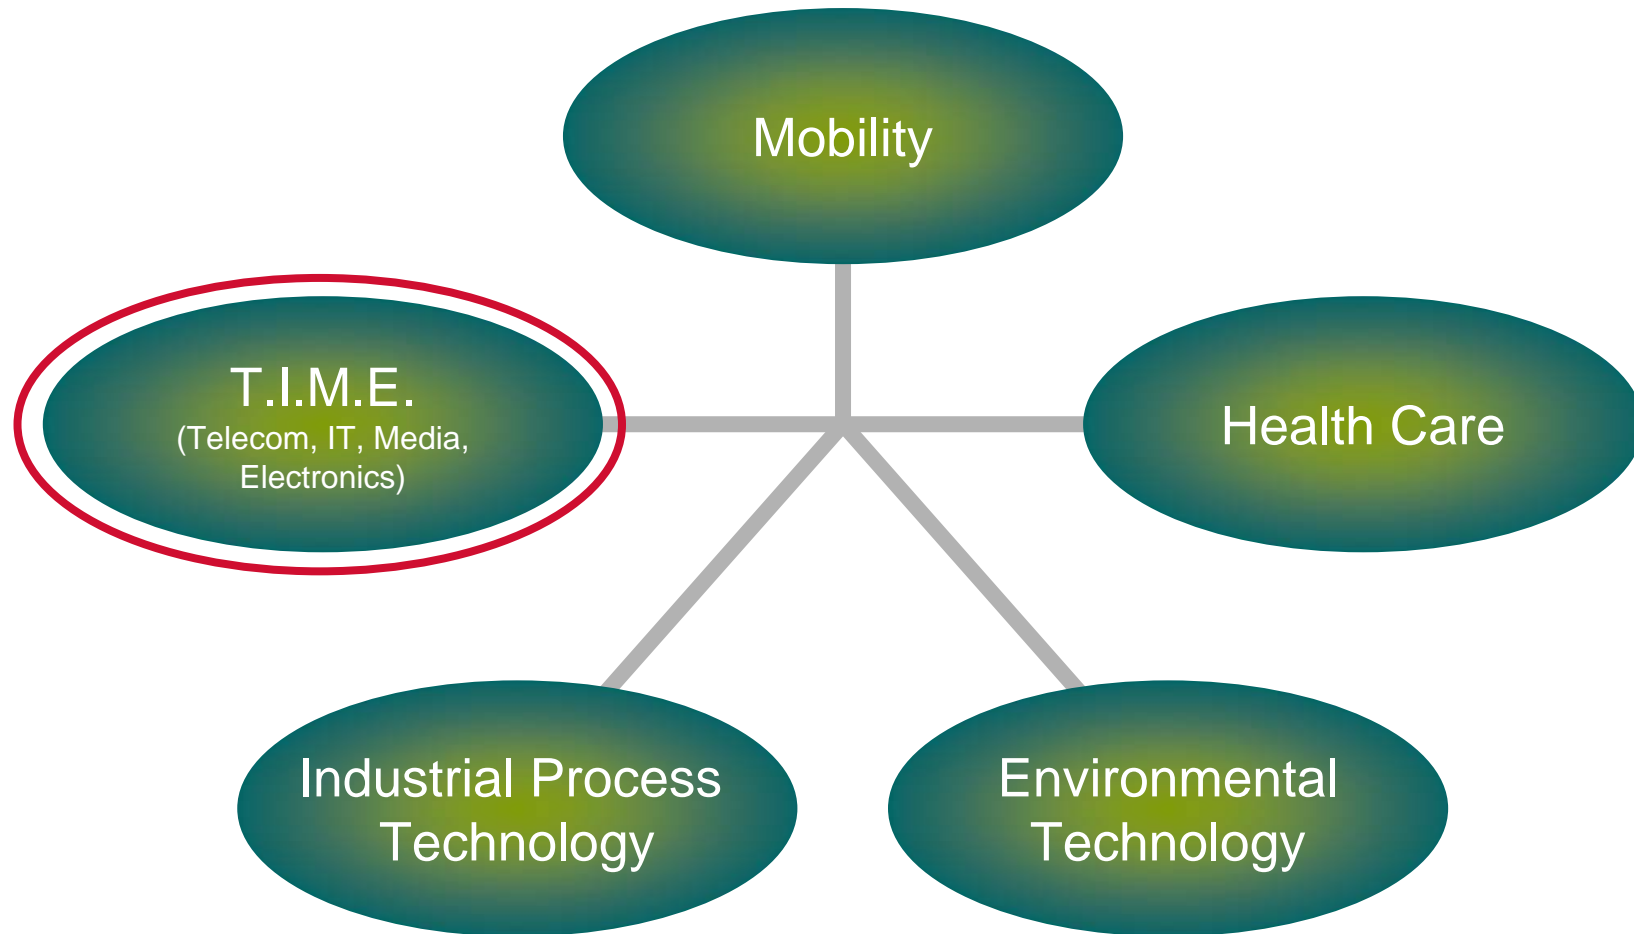 Mobility
T.I.M.E.
(Telecom, IT, Media,
Electronics)
Health Care
Industrial Process
Technology
Environmental
Technology